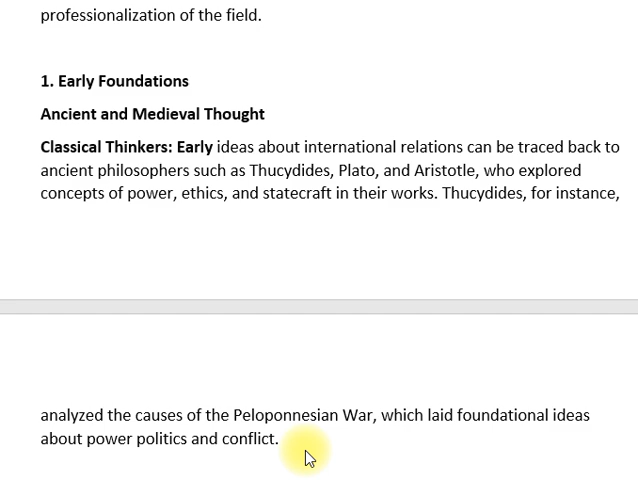 professionalization of the field.
1. Early Foundations
Ancient and Medieval Thought
Classical Thinkers: Early ideas about international relations can be traced back to
ancient philosophers such as Thucydides, Plato, and Aristotle, who explored
concepts of power, ethics, and statecraft in their works. Thucydides, for instance,
analyzed the causes of the Peloponnesian War, which laid foundational ideas
about power politics and conflict.